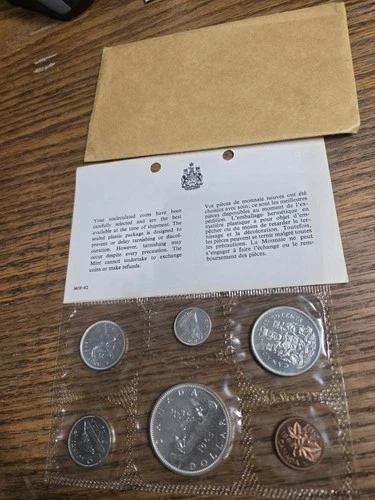 Your uncirculated coins have been
carefully selected and are the best
available at the time of shipment. The
sealed plastic package is designed to
prevent or delay tarnishing or discol-
ouration. However, tarnishing may
occur despite every precaution. The
Mint cannot undertake to exchange
coins or make refunds.
Vos pièces de monnaie neuves ont été
choisies avec soin; ce sont les meilleures
pièces disponibles au moment de l'ex-
pédition. L'emballage hermétique en
matière plastique a pour objet d'em-
pêcher ou du moins de retarder le ter-
nissage et la décoloration. Toutefois,
les pièces peuvent se ternir malgré toutes
les précautions. La Monnaie ne peut
s'engager à faire l'échange ou le rem-
boursement des pièces.
MOP-82
50 CENTS
CANADA
DOLLAR